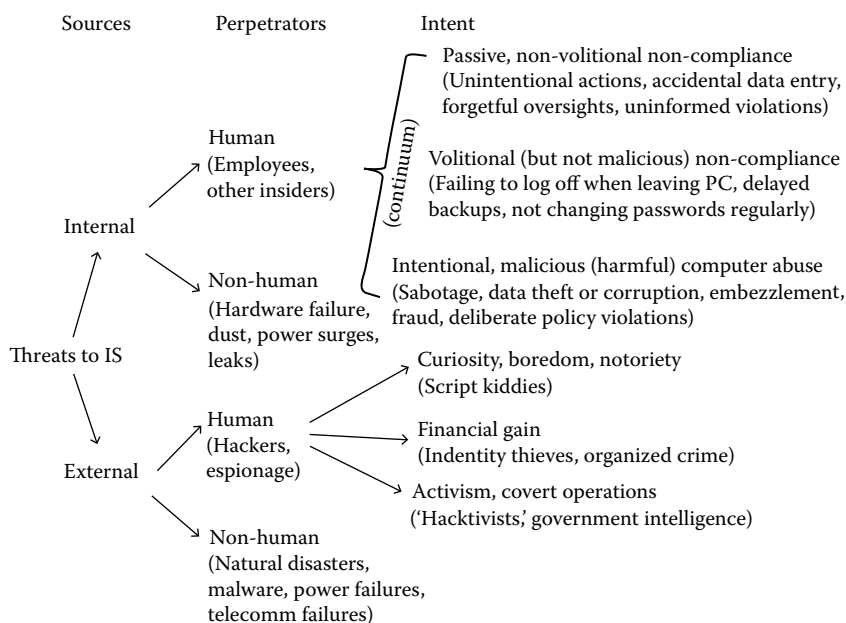 Sources
Perpetrators
Intent
Passive, non-volitional non-compliance
(Unintentional actions, accidental data entry,
forgetful oversights, uninformed violations)
Human
(Employees,
other insiders)
(continuum)
Volitional (but not malicious) non-compliance
(Failing to log off when leaving PC, delayed
backups, not changing passwords regularly)
Internal
Non-human
(Hardware failure,
dust, power surges,
leaks)
Intentional, malicious (harmful) computer abuse
(Sabotage, data theft or corruption, embezzlement,
fraud, deliberate policy violations)
Threats to IS
Curiosity, boredom, notoriety
(Script kiddies)
Human
(Hackers,
espionage)
Financial gain
(Indentity thieves, organized crime)
External
Activism, covert operations
(‘Hacktivists,’ government intelligence)
Non-human
(Natural disasters,
malware, power failures,
telecomm failures)